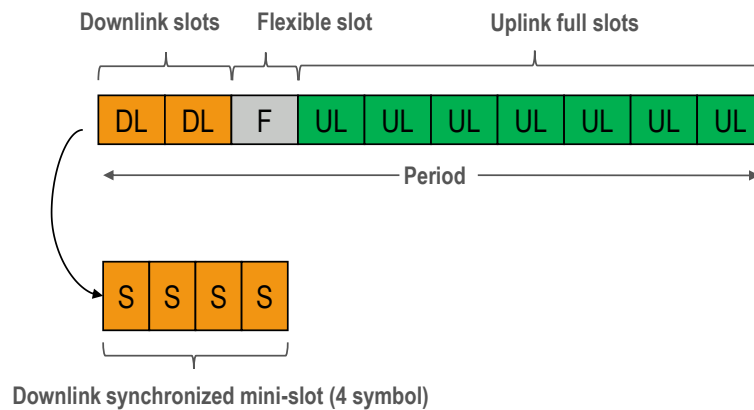 Downlink slots Flexible slot Uplink full slots
DL DL F UL UL UL UL UL UL UL
Period
S S S S
Downlink synchronized mini-slot (4 symbol)